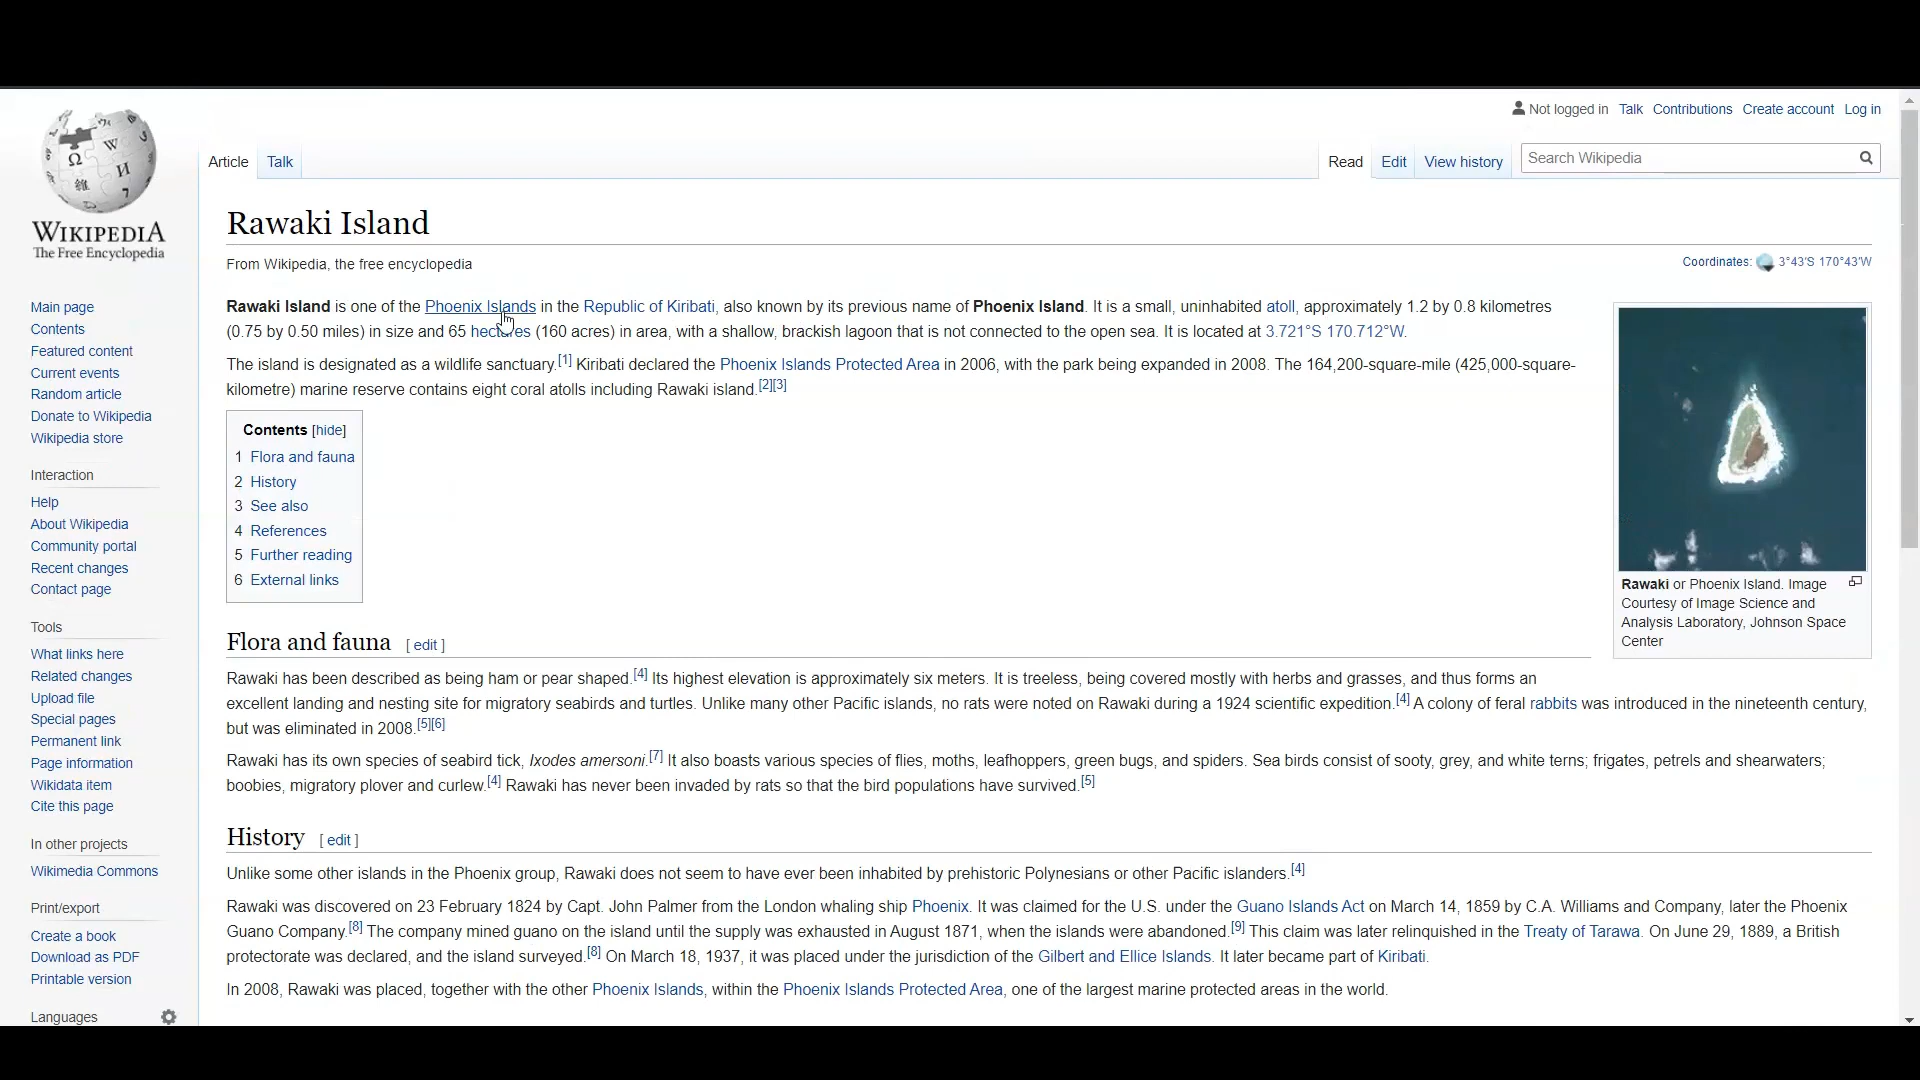 Not logged in Talk Contributions Create account Log in
Article Talk Read Edit View history Search Wikipedia
WIKIPEDIA
The Free Encyclopedia
Main page
Contents
Featured content
Current events
Random article
Donate to Wikipedia
Wikipedia store
Interaction
Help
About Wikipedia
Community portal
Recent changes
Contact page
Tools
What links here
Related changes
Upload file
Special pages
Permanent link
Page information
Wikidata item
Cite this page
In other projects
Wikimedia Commons
Print/export
Create a book
Download as PDF
Printable version
Languages
Rawaki Island
From Wikipedia, the free encyclopedia
Coordinates: 3°43′S 170°43′W
Rawaki Island is one of the Phoenix Islands in the Republic of Kiribati, also known by its previous name of Phoenix Island. It is a small, uninhabited atoll, approximately 1.2 by 0.8 kilometres
(0.75 by 0.50 miles) in size and 65 hectares (160 acres) in area, with a shallow, brackish lagoon that is not connected to the open sea. It is located at 3.721°S 170.712°W.
The island is designated as a wildlife sanctuary.[1] Kiribati declared the Phoenix Islands Protected Area in 2006, with the park being expanded in 2008. The 164,200-square-mile (425,000-square-
kilometre) marine reserve contains eight coral atolls including Rawaki island.[2][3]
Contents [hide]
1 Flora and fauna
2 History
3 See also
4 References
5 Further reading
6 External links
Rawaki or Phoenix Island. Image
Courtesy of Image Science and
Analysis Laboratory, Johnson Space
Center
Flora and fauna [ edit ]
Rawaki has been described as being ham or pear shaped.[4] Its highest elevation is approximately six meters. It is treeless, being covered mostly with herbs and grasses, and thus forms an
excellent landing and nesting site for migratory seabirds and turtles. Unlike many other Pacific islands, no rats were noted on Rawaki during a 1924 scientific expedition.[4] A colony of feral rabbits was introduced in the nineteenth century,
but was eliminated in 2008.[5][6]
Rawaki has its own species of seabird tick, Ixodes amersoni.[7] It also boasts various species of flies, moths, leafhoppers, green bugs, and spiders. Sea birds consist of sooty, grey, and white terns; frigates, petrels and shearwaters;
boobies, migratory plover and curlew.[4] Rawaki has never been invaded by rats so that the bird populations have survived.[5]
History [ edit ]
Unlike some other islands in the Phoenix group, Rawaki does not seem to have ever been inhabited by prehistoric Polynesians or other Pacific islanders.[4]
Rawaki was discovered on 23 February 1824 by Capt. John Palmer from the London whaling ship Phoenix. It was claimed for the U.S. under the Guano Islands Act on March 14, 1859 by C.A. Williams and Company, later the Phoenix
Guano Company.[8] The company mined guano on the island until the supply was exhausted in August 1871, when the islands were abandoned.[9] This claim was later relinquished in the Treaty of Tarawa. On June 29, 1889, a British
protectorate was declared, and the island surveyed.[8] On March 18, 1937, it was placed under the jurisdiction of the Gilbert and Ellice Islands. It later became part of Kiribati.
In 2008, Rawaki was placed, together with the other Phoenix Islands, within the Phoenix Islands Protected Area, one of the largest marine protected areas in the world.